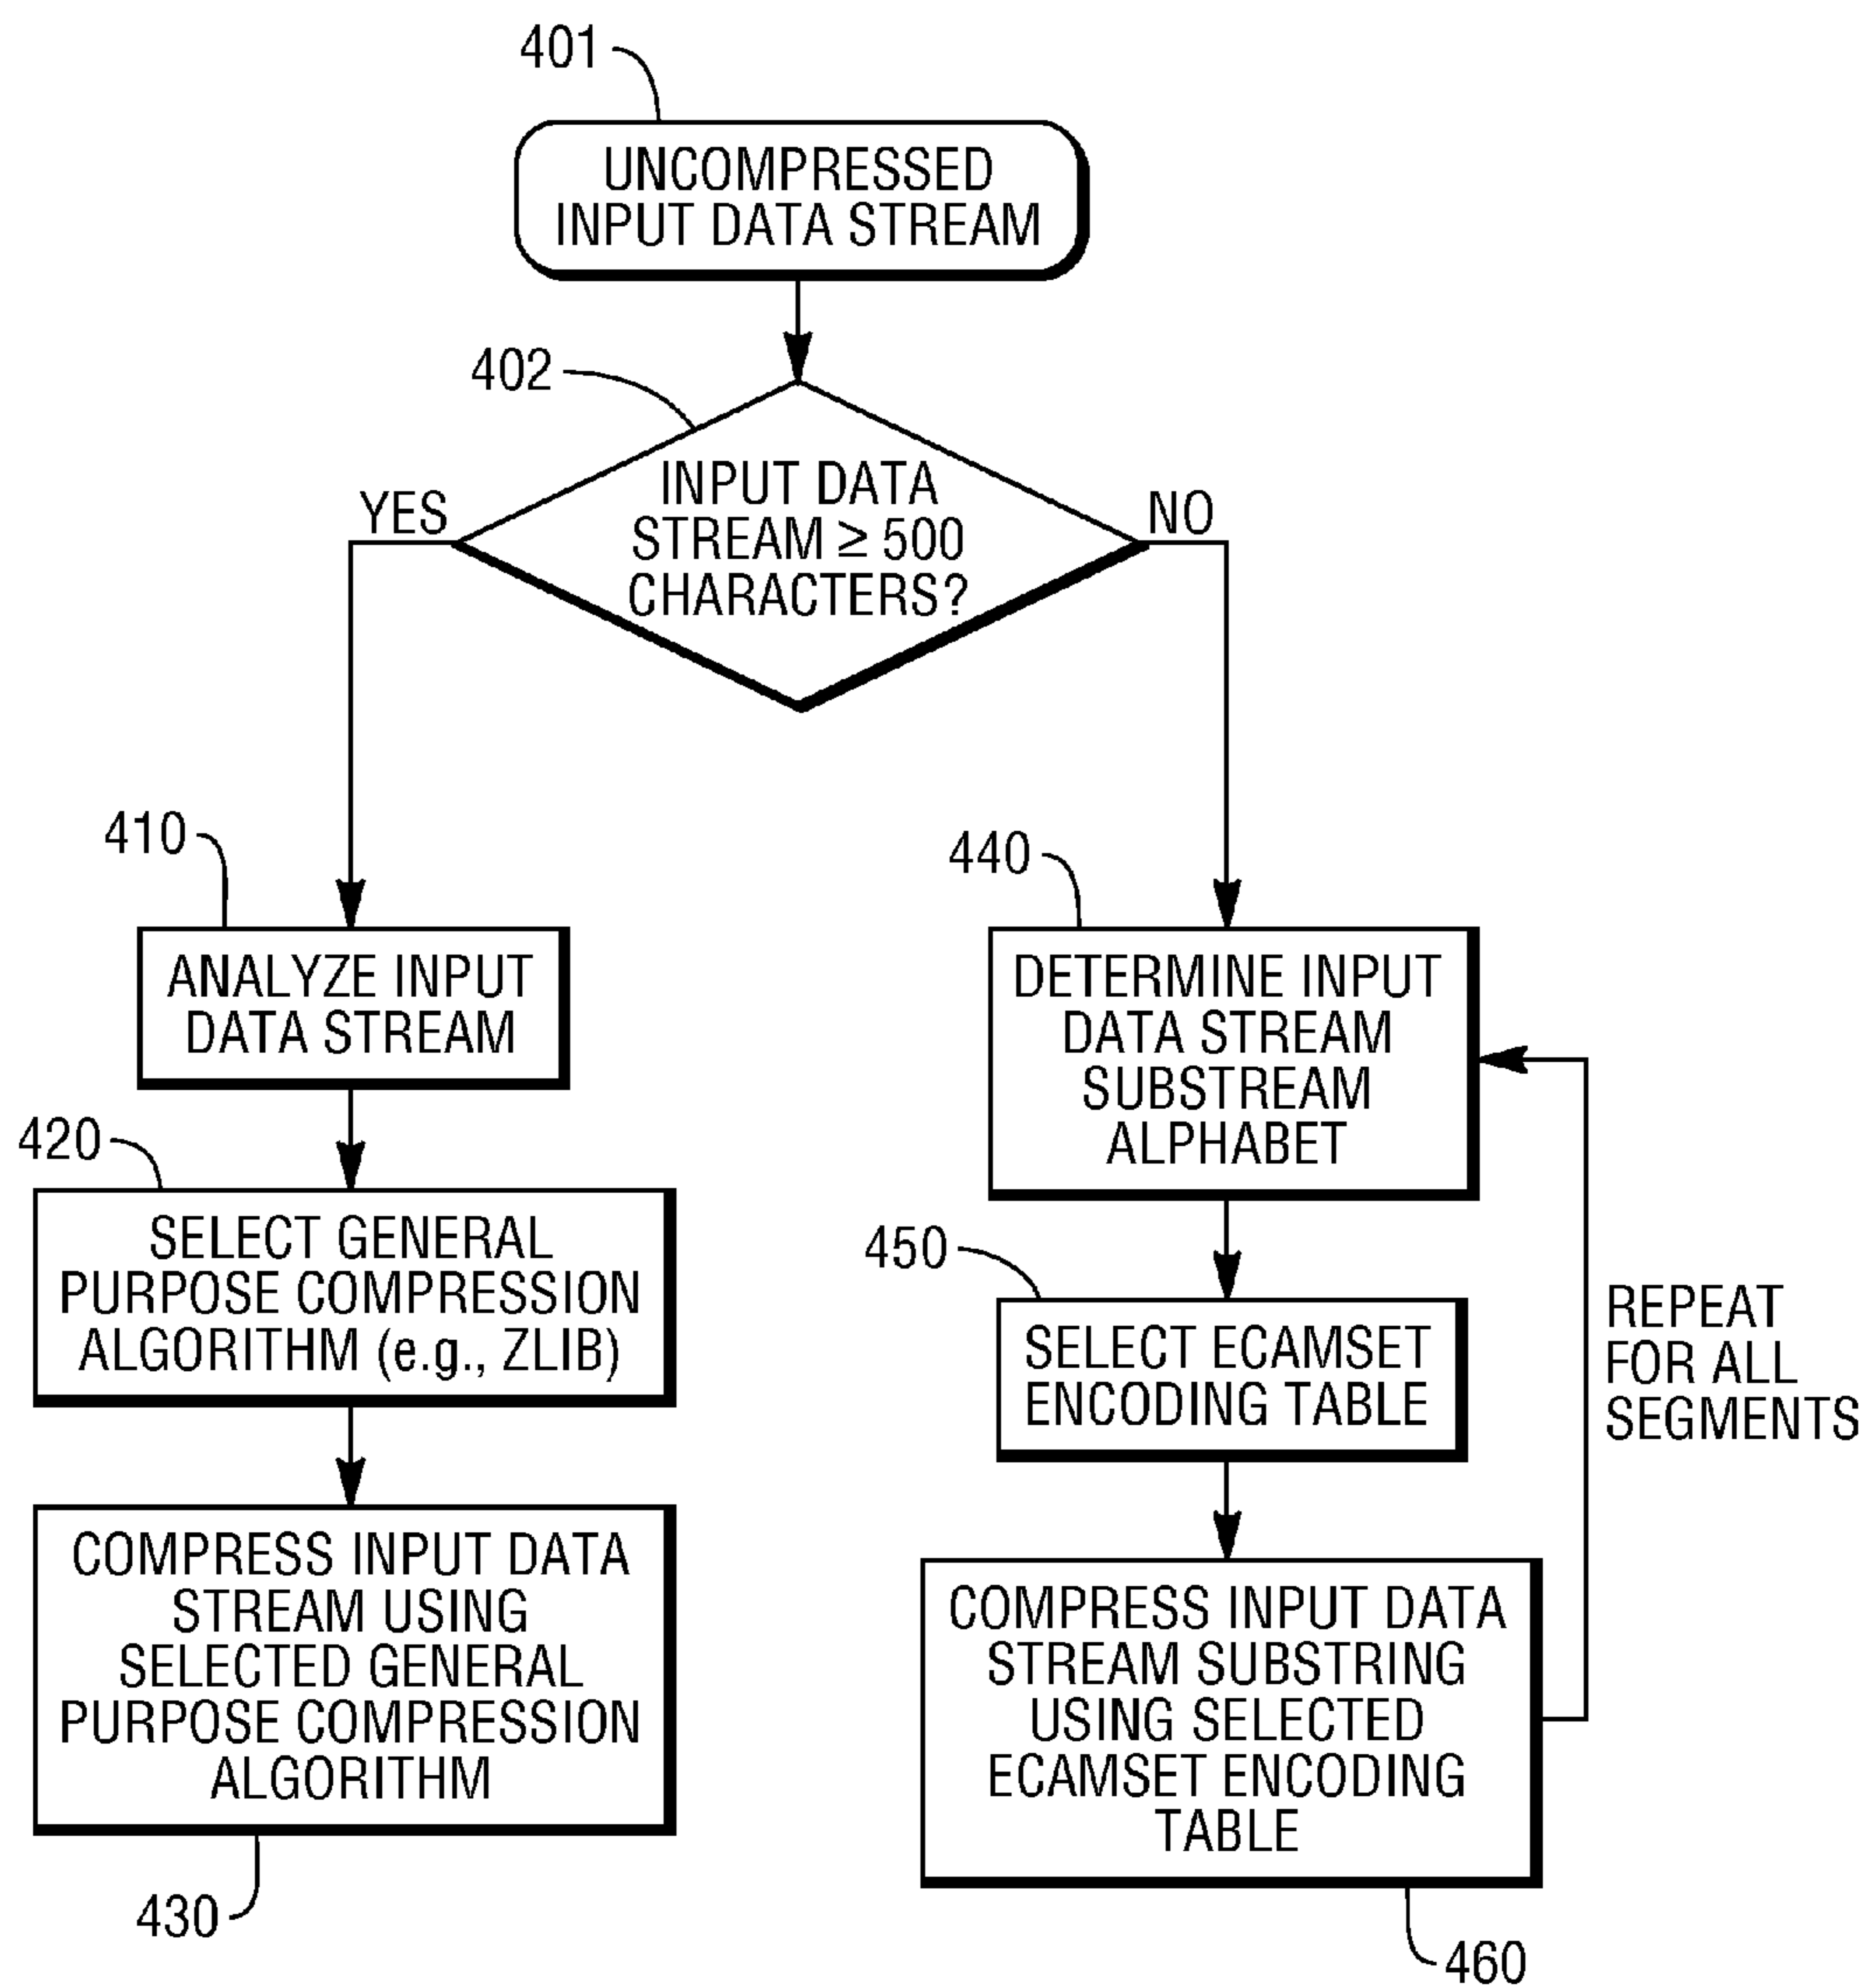 401
UNCOMPRESSED
INPUT DATA STREAM
402
INPUT DATA
STREAM ≥ 500
CHARACTERS?
YES
NO
410
ANALYZE INPUT
DATA STREAM
420
SELECT GENERAL
PURPOSE COMPRESSION
ALGORITHM (e.g., ZLIB)
COMPRESS INPUT DATA
STREAM USING
SELECTED GENERAL
PURPOSE COMPRESSION
ALGORITHM
430
440
DETERMINE INPUT
DATA STREAM
SUBSTREAM
ALPHABET
450
SELECT ECAMSET
ENCODING TABLE
COMPRESS INPUT DATA
STREAM SUBSTRING
USING SELECTED
ECAMSET ENCODING
TABLE
460
REPEAT
FOR ALL
SEGMENTS